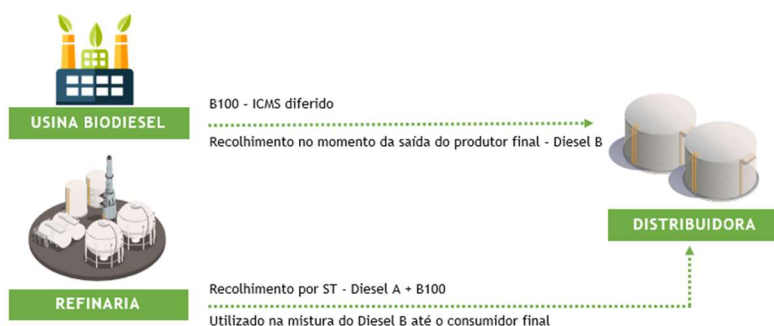 B100 - ICMS diferido
USINA BIODIESEL
Recolhimento no momento da saída do produtor final - Diesel B
DISTRIBUIDORA
Recolhimento por ST - Diesel A + B100
REFINARIA
Utilizado na mistura do Diesel B até o consumidor final